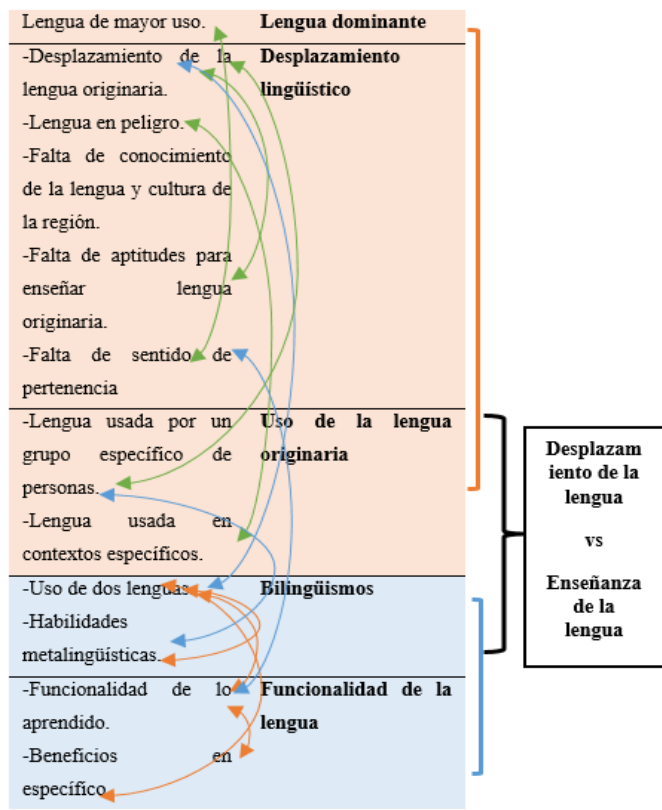 Lengua de mayor uso. Lengua dominante
-Desplazamiento de la Desplazamiento
lengua originaria. lingüístico
-Lengua en peligro.
-Falta de conocimiento
de la lengua y cultura de
la región.
-Falta de aptitudes para
enseñar lengua
originaria.
-Falta de sentido de
pertenencia
-Lengua usada por un Uso de la lengua
grupo específico de originaria
personas.
-Lengua usada en
contextos específicos.
-Uso de dos lenguas Bilingüismos
-Habilidades
metalingüísticas.
-Funcionalidad de lo Funcionalidad de la
aprendido. lengua
-Beneficios en
específico
Desplazam
iento de la
lengua
vs
Enseñanza
de la
lengua